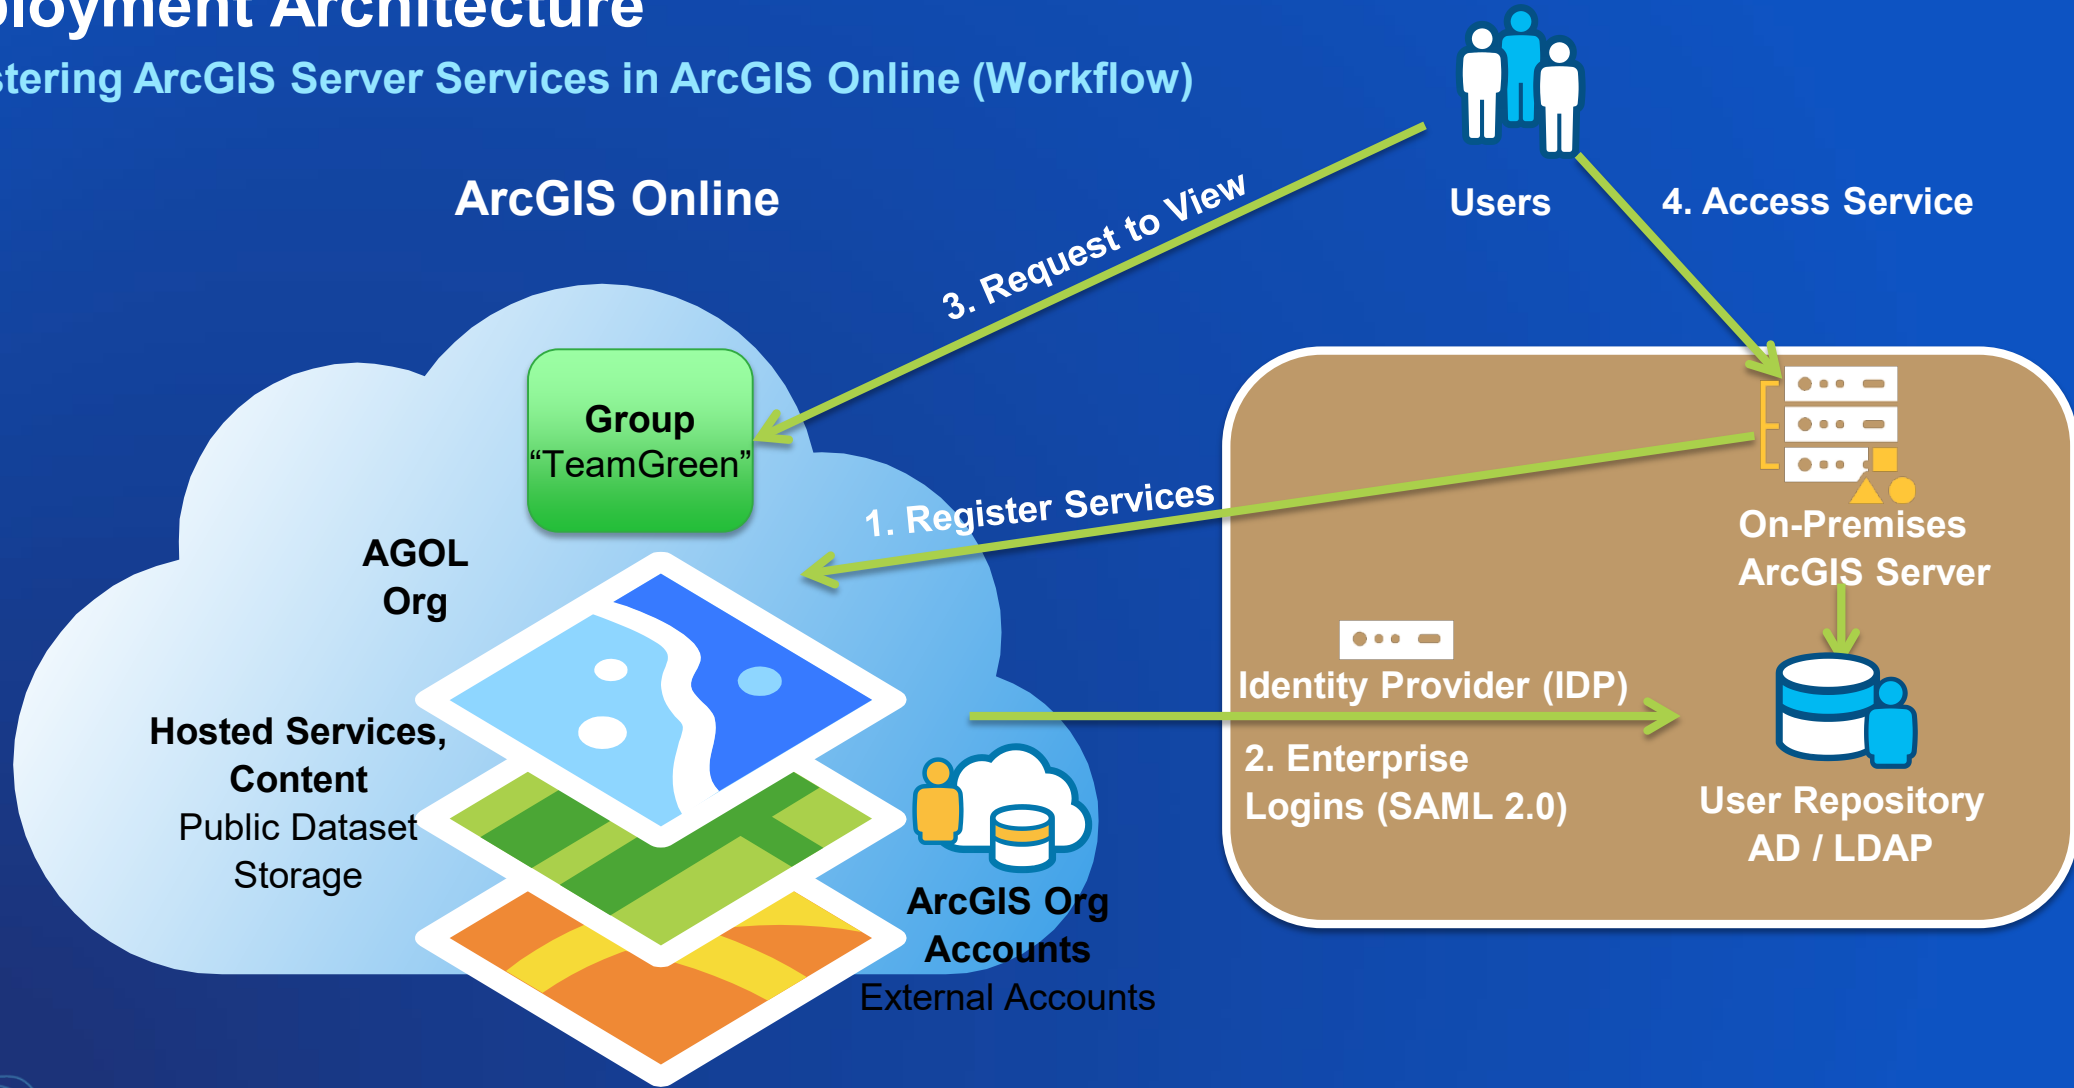 ployment Architecture
stering ArcGIS Server Services in ArcGIS Online (Workflow)
ArcGIS Online
Users
4. Access Service
3. Request to View
Group
“TeamGreen”
1. Register Services
AGOL
Org
On-Premises
ArcGIS Server
Identity Provider (IDP)
Hosted Services,
Content
Public Dataset
Storage
2. Enterprise
Logins (SAML 2.0)
User Repository
AD / LDAP
ArcGIS Org
Accounts
External Accounts